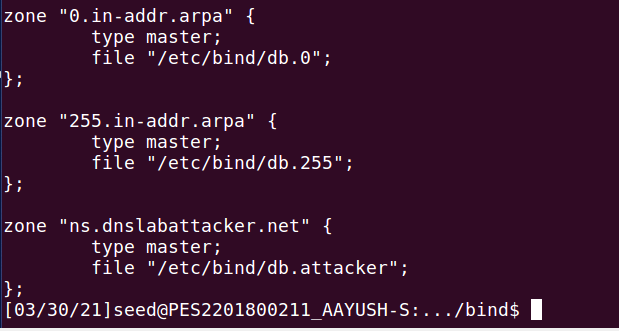 zone "0.in-addr.arpa" {
        type master;
        file "/etc/bind/db.0";
};

zone "255.in-addr.arpa" {
        type master;
        file "/etc/bind/db.255";
};

zone "ns.dnslabattacker.net" {
        type master;
        file "/etc/bind/db.attacker";
};
[03/30/21]seed@PES2201800211_AAYUSH-S:.../bind$